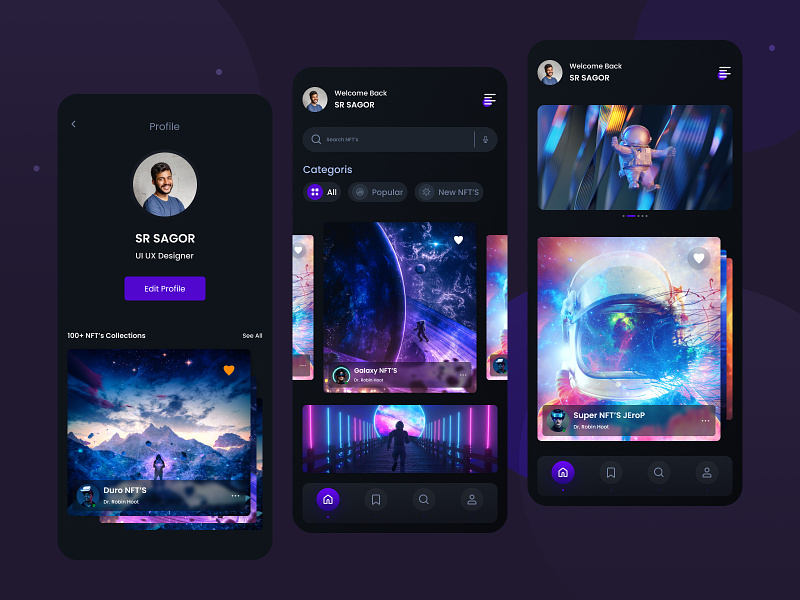 Profile
SR SAGOR
UI UX Designer
Edit Profile
100+ NFT's Collections
See All
Duro NFT'S
Dr. Robin Hoot
Welcome Back
SR SAGOR
Search NFT's
Categoris
All
Popular
New NFT'S
Galaxy NFT'S
Dr. Robin Hoot
Welcome Back
SR SAGOR
Super NFT'S JEroP
Dr. Robin Hoot